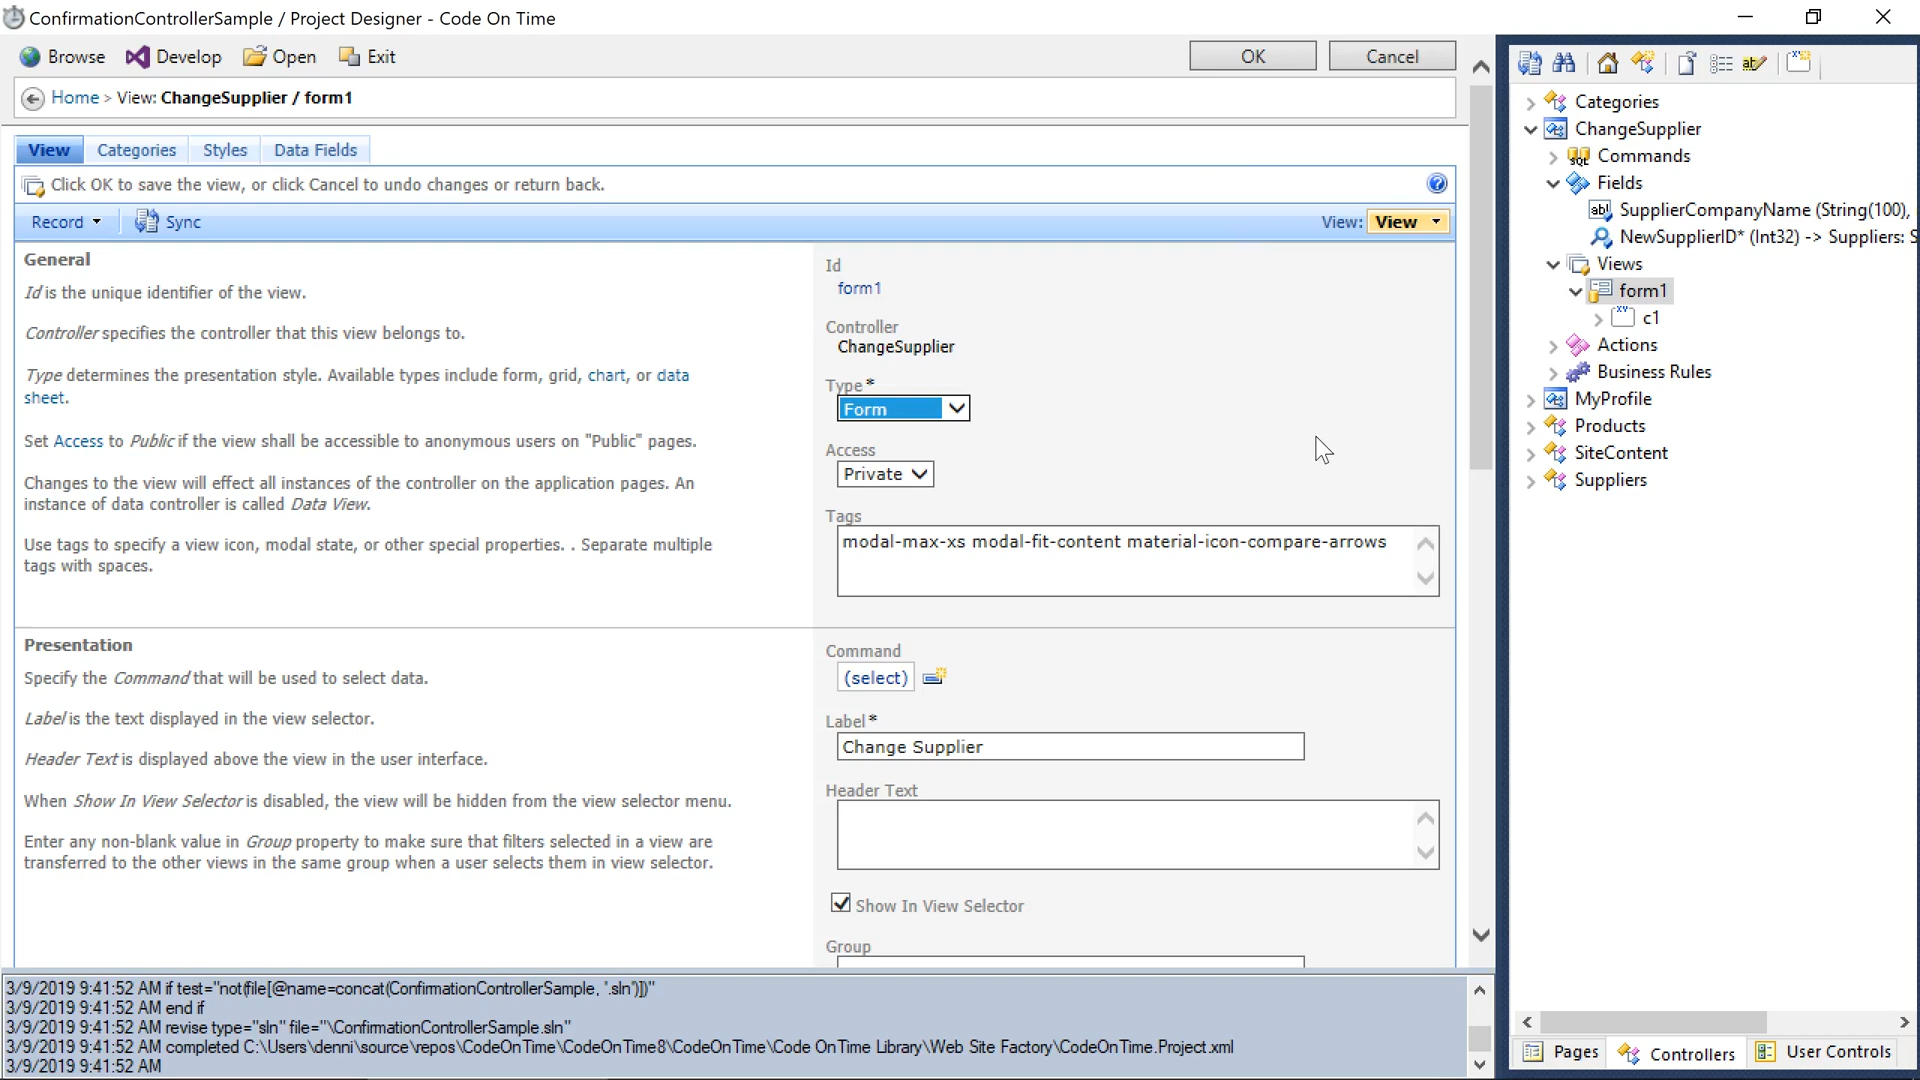 ConfirmationControllerSample / Project Designer - Code On Time
Browse Develop Open Exit OK Cancel
Home > View: ChangeSupplier / form1
View Categories Styles Data Fields
Click OK to save the view, or click Cancel to undo changes or return back.
Record Sync View: View
General
Id is the unique identifier of the view.
Controller specifies the controller that this view belongs to.
Type determines the presentation style. Available types include form, grid, chart, or data
sheet.
Set Access to Public if the view shall be accessible to anonymous users on "Public" pages.
Changes to the view will effect all instances of the controller on the application pages. An
instance of data controller is called Data View.
Use tags to specify a view icon, modal state, or other special properties. . Separate multiple
tags with spaces.
Id
form1
Controller
ChangeSupplier
Type *
Form
Access
Private
Tags
modal-max-xs modal-fit-content material-icon-compare-arrows
Presentation
Specify the Command that will be used to select data.
Label is the text displayed in the view selector.
Header Text is displayed above the view in the user interface.
When Show In View Selector is disabled, the view will be hidden from the view selector menu.
Enter any non-blank value in Group property to make sure that filters selected in a view are
transferred to the other views in the same group when a user selects them in view selector.
Command
(select)
Label *
Change Supplier
Header Text
Show In View Selector
Group
3/9/2019 9:41:52 AM if test="not(file[@name=concat(ConfirmationControllerSample, '.sln')])"
3/9/2019 9:41:52 AM end if
3/9/2019 9:41:52 AM revise type="sln" file="\ConfirmationControllerSample.sln"
3/9/2019 9:41:52 AM completed C:\Users\denni\source\repos\CodeOnTime\CodeOnTime8\CodeOnTime\Code OnTime Library\Web Site Factory\CodeOnTime.Project.xml
3/9/2019 9:41:52 AM
Categories
ChangeSupplier
Commands
Fields
SupplierCompanyName (String(100),
NewSupplierID* (Int32) -> Suppliers: S
Views
form1
c1
Actions
Business Rules
MyProfile
Products
SiteContent
Suppliers
Pages Controllers User Controls